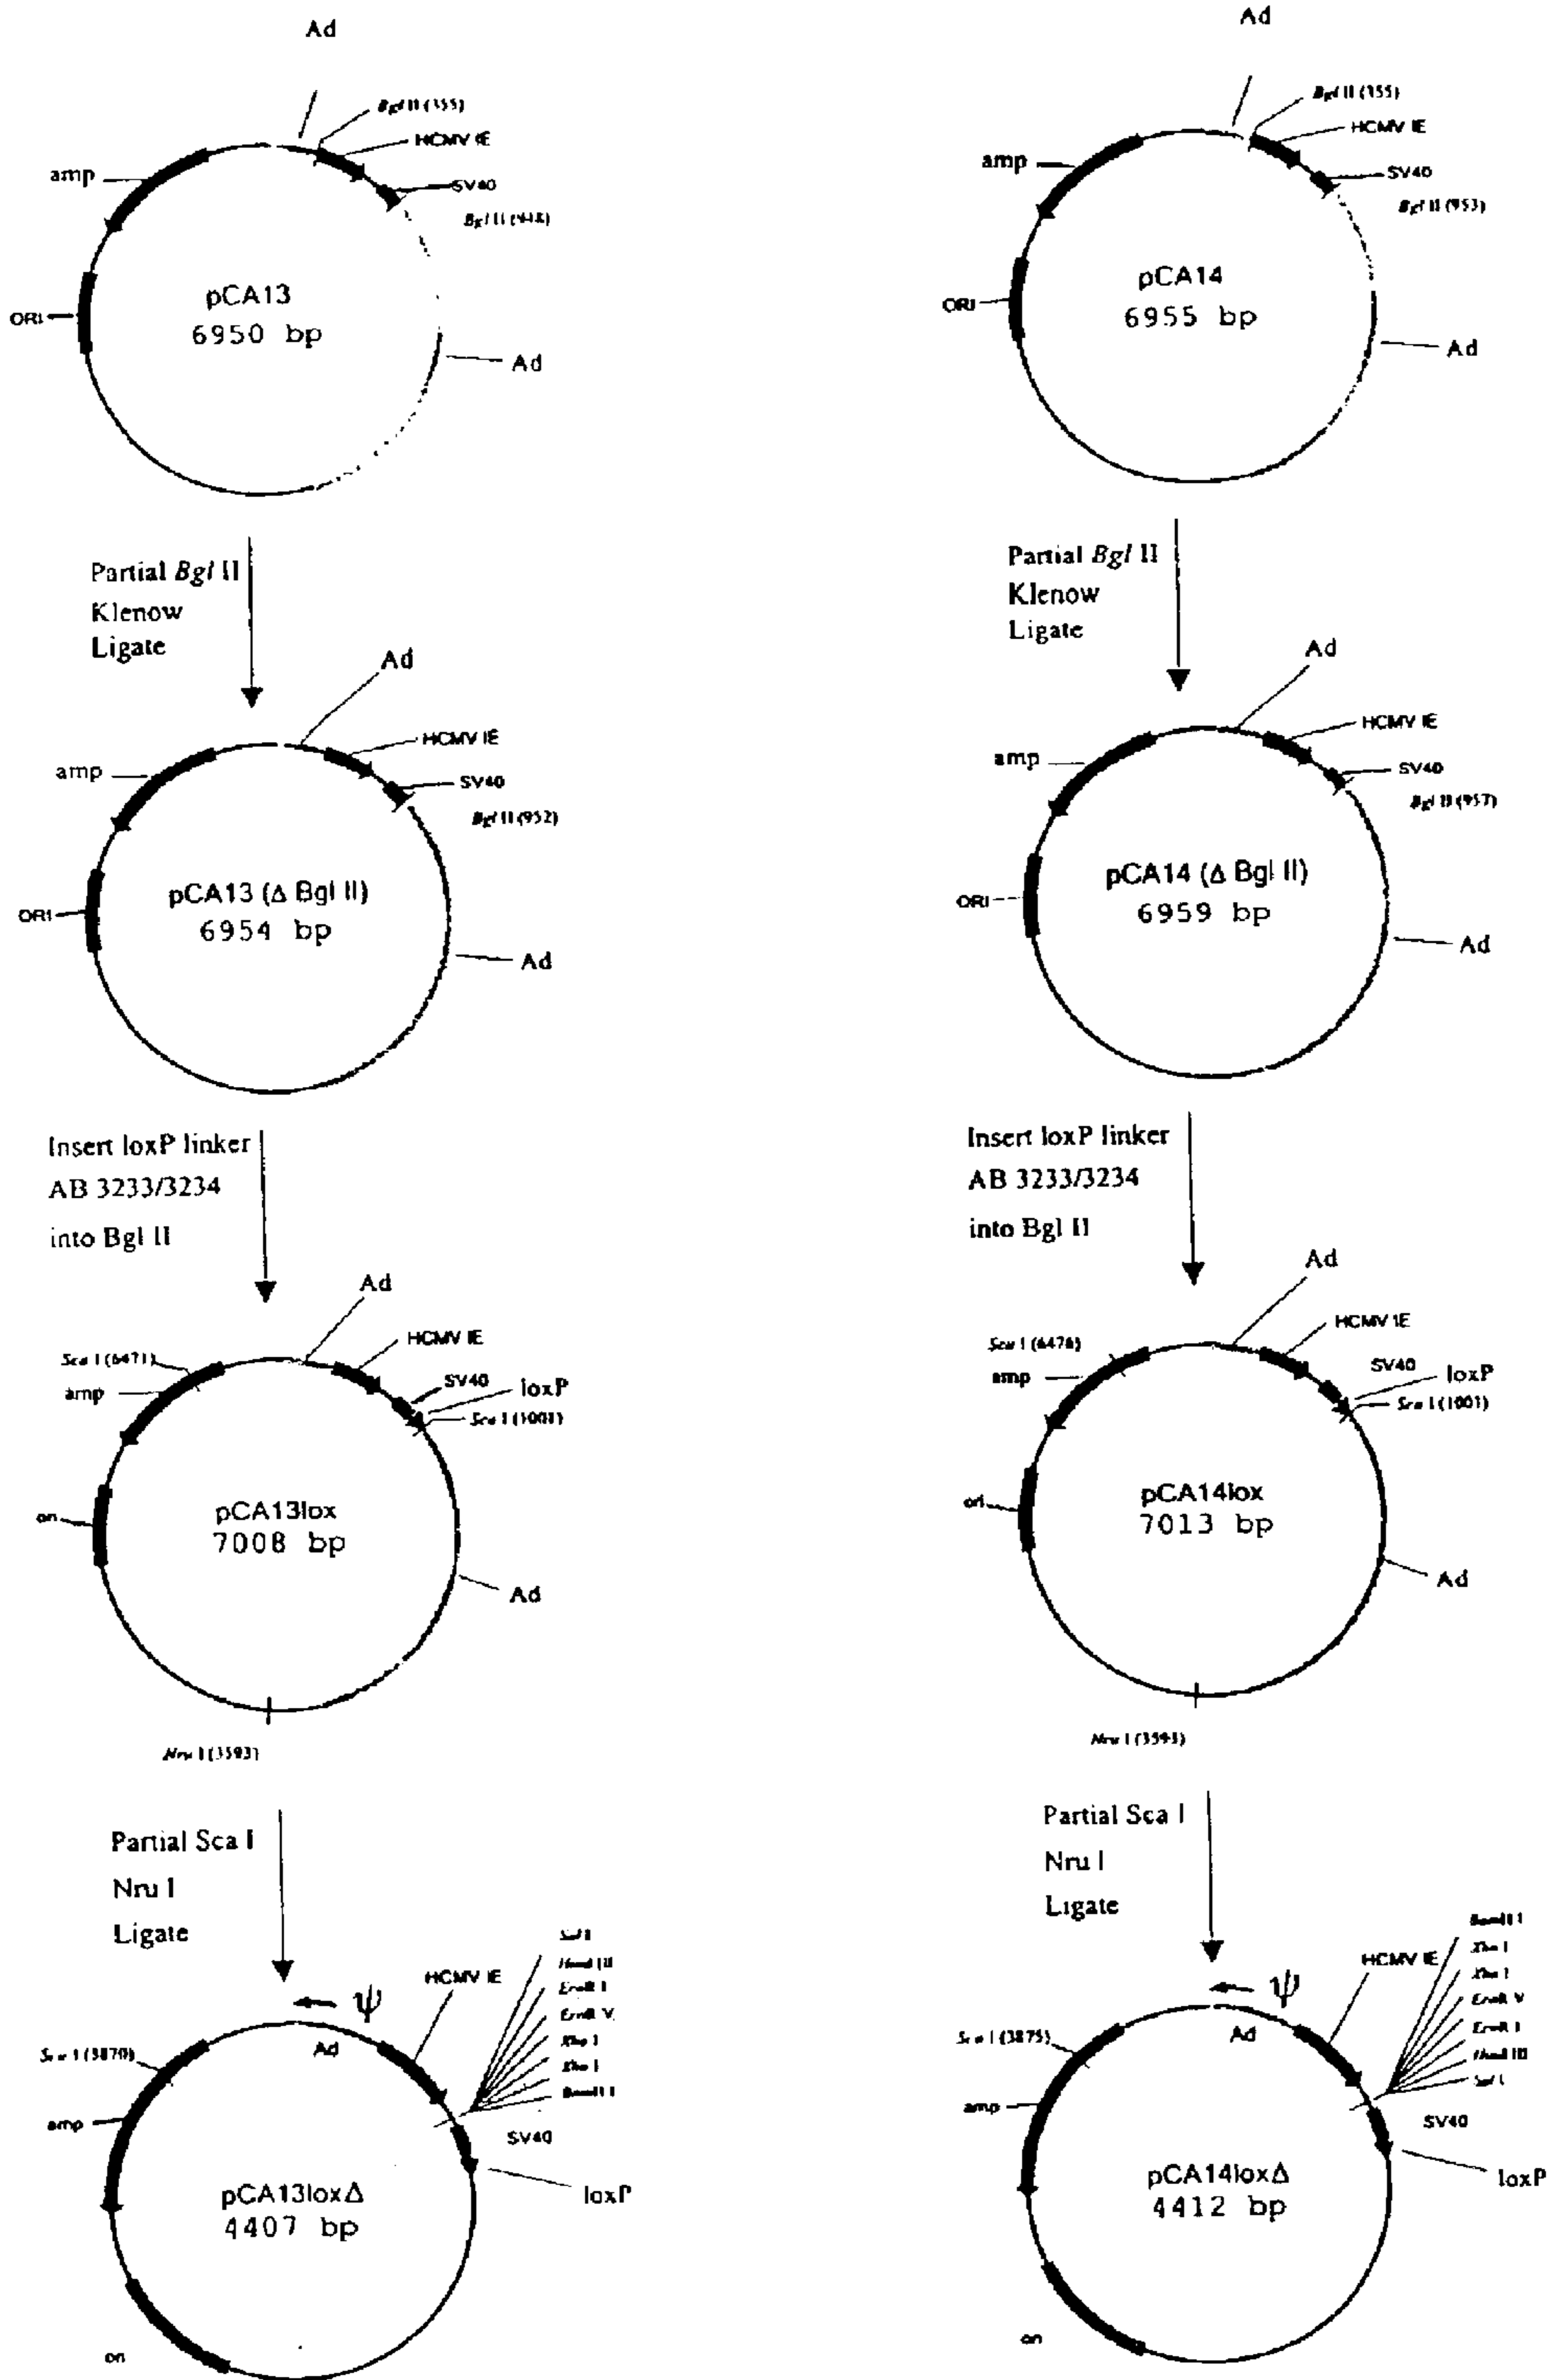 Ad
Bgl II (355)
HCMV IE
amp
SV40
pCA13
6950 bp
ORI
Ad
Partial Bgl II
Klenow
Ligate
Ad
HCMV IE
amp
SV40
Bgl II (952)
pCA13 (Δ Bgl II)
6954 bp
ORI
Ad
Insert loxP linker
AB 3233/3234
into Bgl II
Ad
HCMV IE
Sca I (6471)
SV40
loxP
amp
Sca I
pCA13lox
7008 bp
ori
Ad
Nru I (3593)
Partial Sca I
Nru I
Ligate
Sal I
Hind III
EcoR I
EcoR V
Xho I
Xba I
BamH I
HCMV IE
ψ
Ad
Sca I (3870)
amp
SV40
pCA13loxΔ
4407 bp
loxP
ori
Ad
Bgl II (355)
HCMV IE
amp
SV40
Bgl II (953)
pCA14
6955 bp
ORI
Ad
Partial Bgl II
Klenow
Ligate
Ad
HCMV IE
amp
SV40
Bgl II (957)
pCA14 (Δ Bgl II)
6959 bp
ORI
Ad
Insert loxP linker
AB 3233/3234
into Bgl II
Ad
HCMV IE
Sca I (6476)
SV40
loxP
amp
Sca I
pCA14lox
7013 bp
ori
Ad
Nru I
Partial Sca I
Nru I
Ligate
BamH I
Xba I
Xho I
EcoR V
EcoR I
Hind III
Sal I
HCMV IE
ψ
Ad
Sca I (3875)
amp
SV40
pCA14loxΔ
4412 bp
loxP
ori